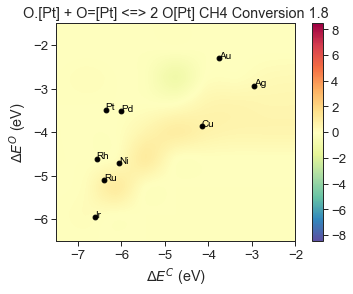 O.[Pt] + O=[Pt] <=> 2 O[Pt] CH4 Conversion 1.8
ΔE^O (eV)
−2
−3
−4
−5
−6
Au
Ag
Pt
Pd
Cu
Rh
Ni
Ru
Ir
8
6
4
2
0
−2
−4
−6
−8
−7 −6 −5 −4 −3 −2
ΔE^C (eV)